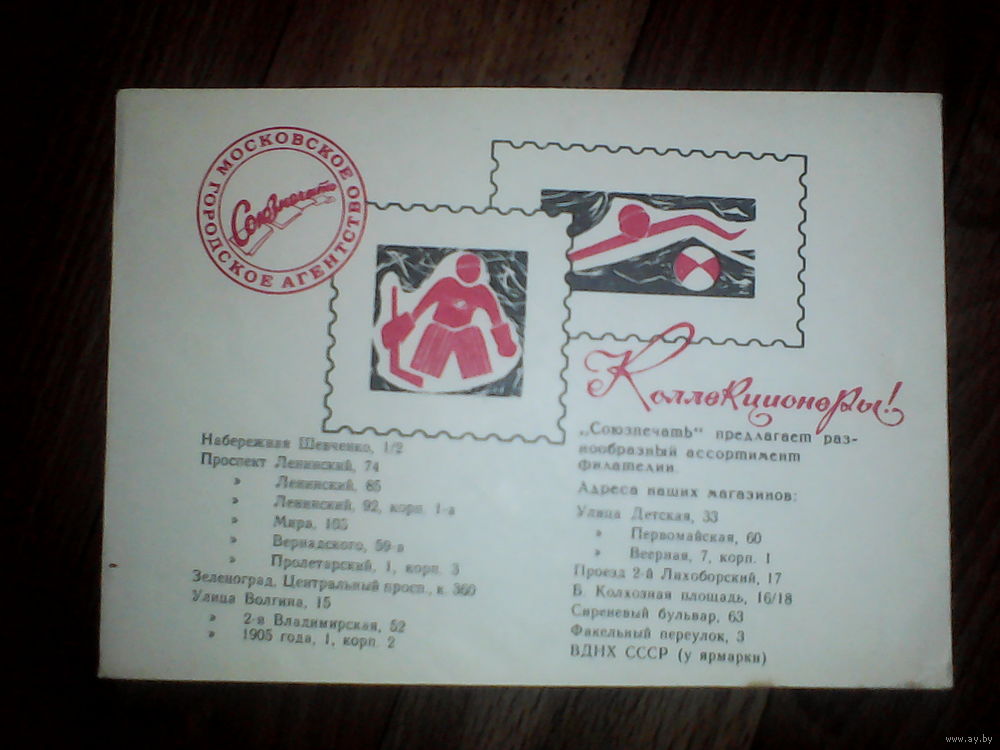 МОСКОВСКОЕ ГОРОДСКОЕ АГЕНТСТВО
Союзпечать
Коллекционеры!
„Союзпечать“ предлагает раз-
нообразный ассортимент
филателии.
Адреса наших магазинов:
Улица Детская, 33
» Первомайская, 60
» Веерная, 7, корп. 1
Проезд 2-й Лихоборский, 17
Б. Колхозная площадь, 16/18
Сиреневый бульвар, 63
Факельный переулок, 3
ВДНХ СССР (у ярмарки)
Набережная Шевченко, 1/2
Проспект Ленинский, 74
» Ленинский, 85
» Ленинский, 92, корп. 1-а
» Мира,
» Вернадского,
» Пролетарский, 1, корп. 3
Зеленоград, Центральный просп., к. 360
Улица Волгина, 15
» 2-я Владимирская, 52
» 1905 года, 1, корп. 2
www.ay.by